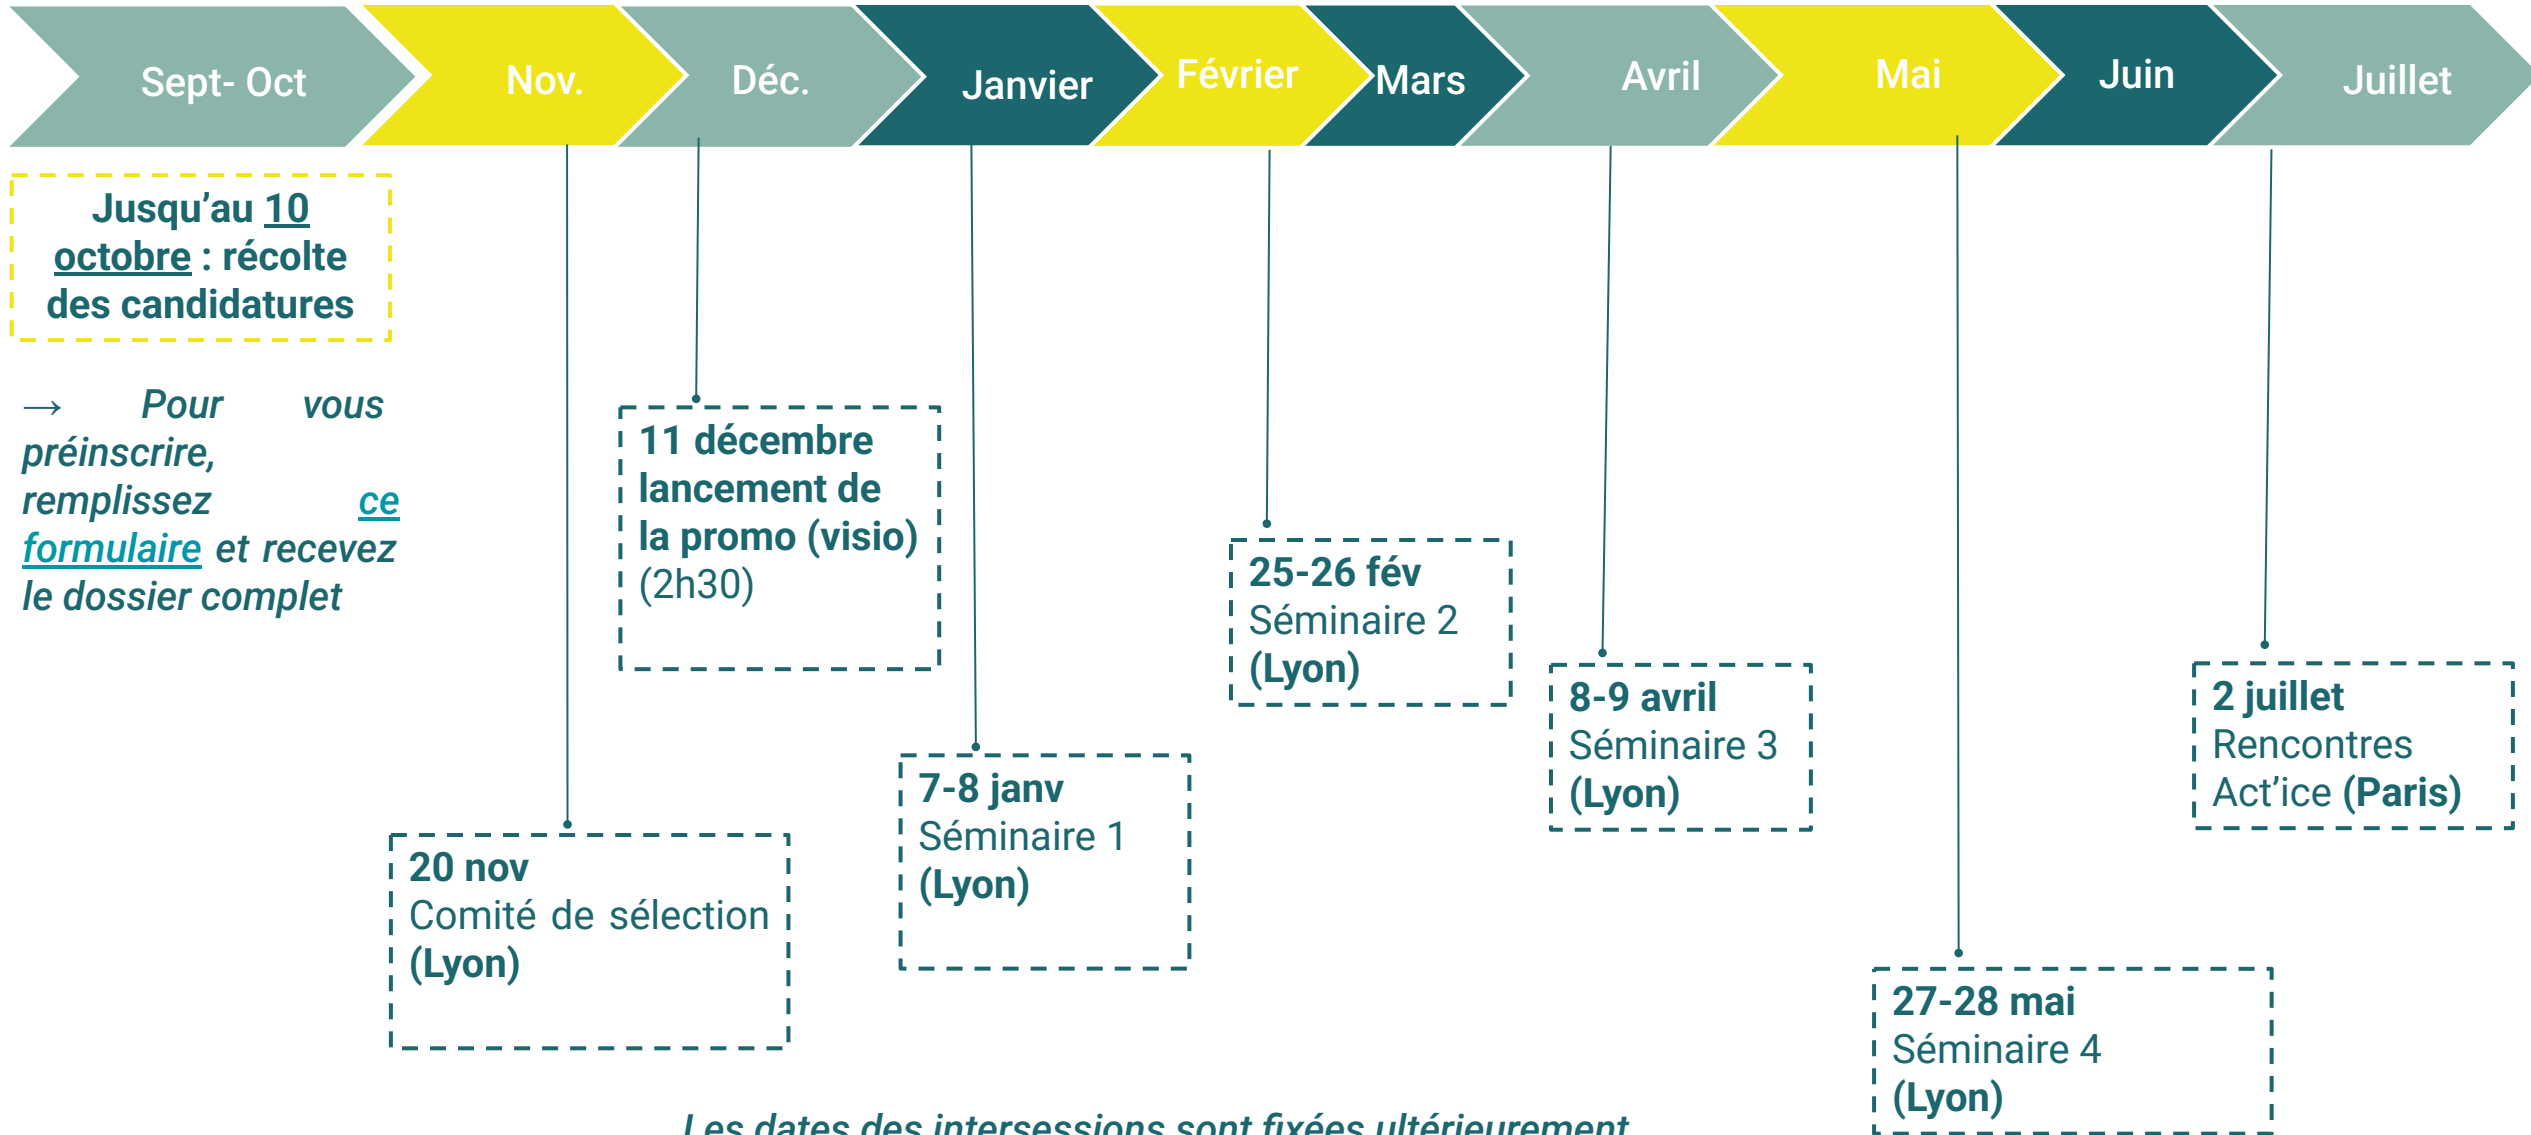 Sept- Oct
Nov.
Déc.
Janvier
Février
Mars
Avril
Mai
Juin
Juillet
Jusqu’au 10
octobre : récolte
des candidatures
→ Pour vous
préinscrire,
remplissez ce
formulaire et recevez
le dossier complet
11 décembre
lancement de
la promo (visio)
(2h30)
25-26 fév
Séminaire 2
(Lyon)
8-9 avril
Séminaire 3
(Lyon)
2 juillet
Rencontres
Act’ice (Paris)
7-8 janv
Séminaire 1
(Lyon)
20 nov
Comité de sélection
(Lyon)
27-28 mai
Séminaire 4
(Lyon)
Les dates des intersessions sont fixées ultérieurement